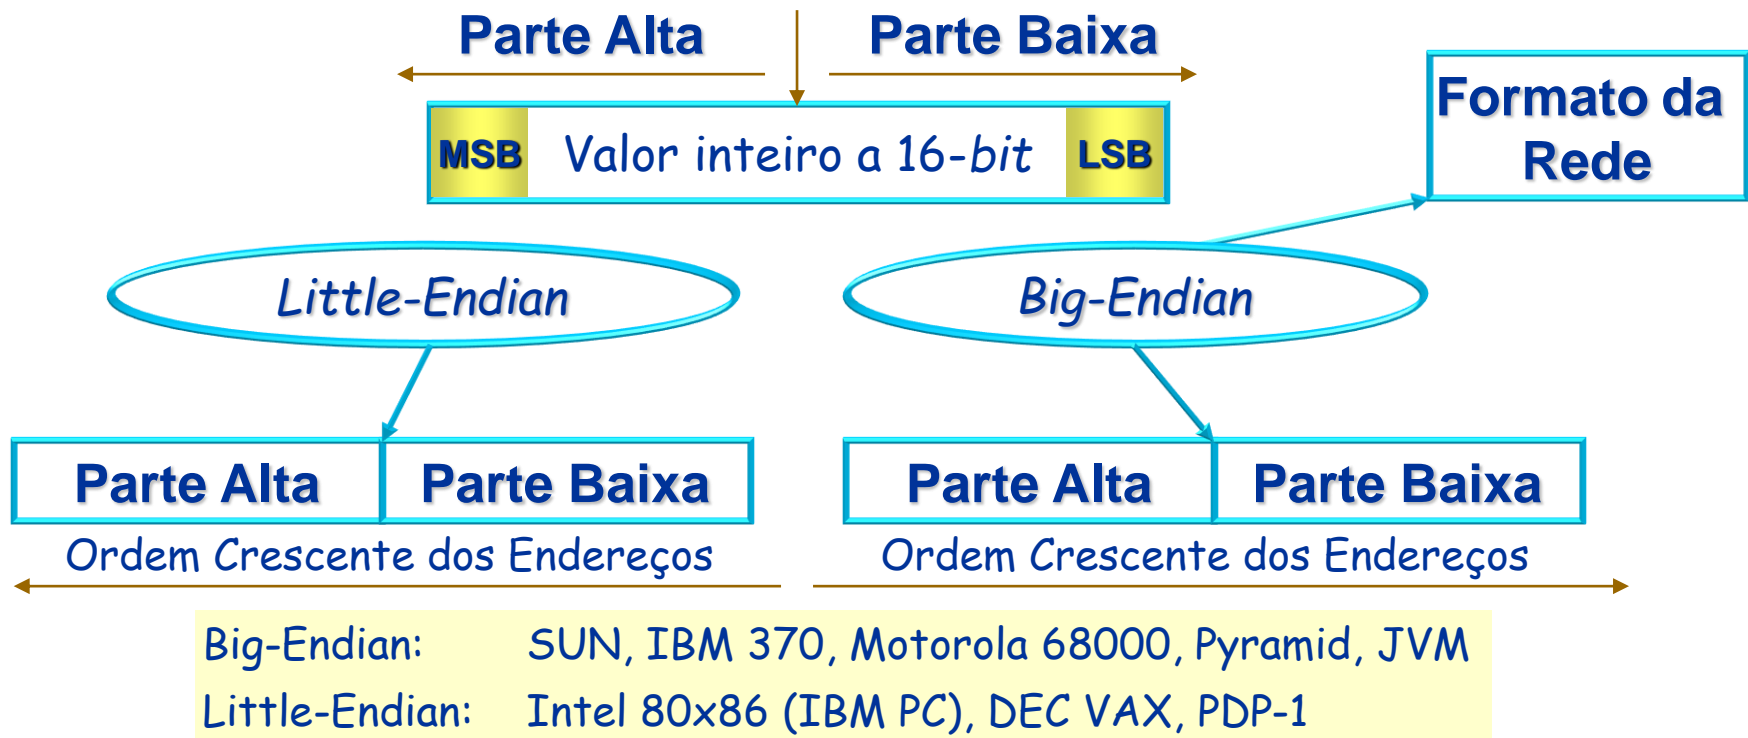 Parte Alta Parte Baixa
Formato da
Rede
MSB Valor inteiro a 16-bit LSB
Little-Endian Big-Endian
Parte Alta Parte Baixa Parte Alta Parte Baixa
Ordem Crescente dos Endereços Ordem Crescente dos Endereços
Big-Endian: SUN, IBM 370, Motorola 68000, Pyramid, JVM
Little-Endian: Intel 80x86 (IBM PC), DEC VAX, PDP-1